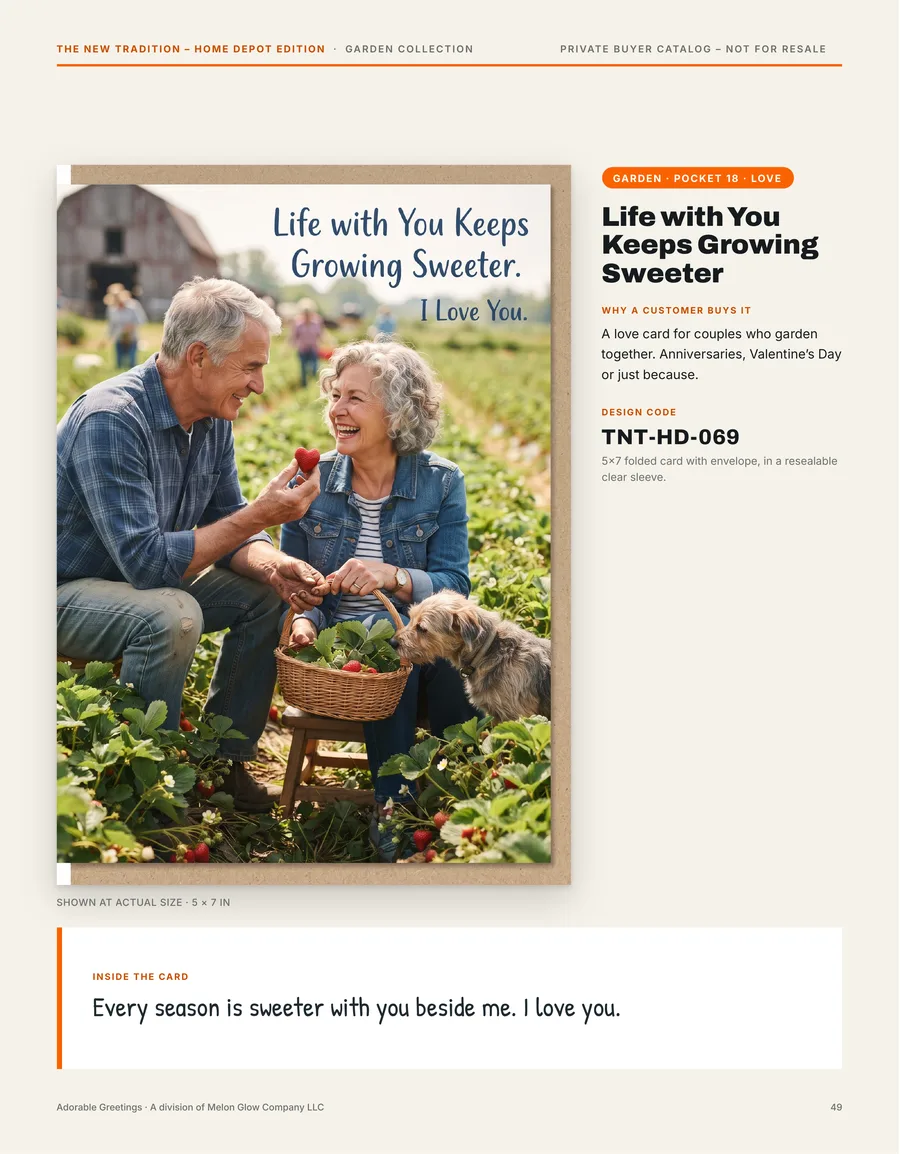 THE NEW TRADITION – HOME DEPOT EDITION · GARDEN COLLECTION
PRIVATE BUYER CATALOG – NOT FOR RESALE
Life with You Keeps
Growing Sweeter.
I Love You.
GARDEN · POCKET 18 · LOVE
Life with You
Keeps Growing
Sweeter
WHY A CUSTOMER BUYS IT
A love card for couples who garden
together. Anniversaries, Valentine’s Day
or just because.
DESIGN CODE
TNT-HD-069
5×7 folded card with envelope, in a resealable
clear sleeve.
SHOWN AT ACTUAL SIZE · 5 × 7 IN
INSIDE THE CARD
Every season is sweeter with you beside me. I love you.
Adorable Greetings · A division of Melon Glow Company LLC
49